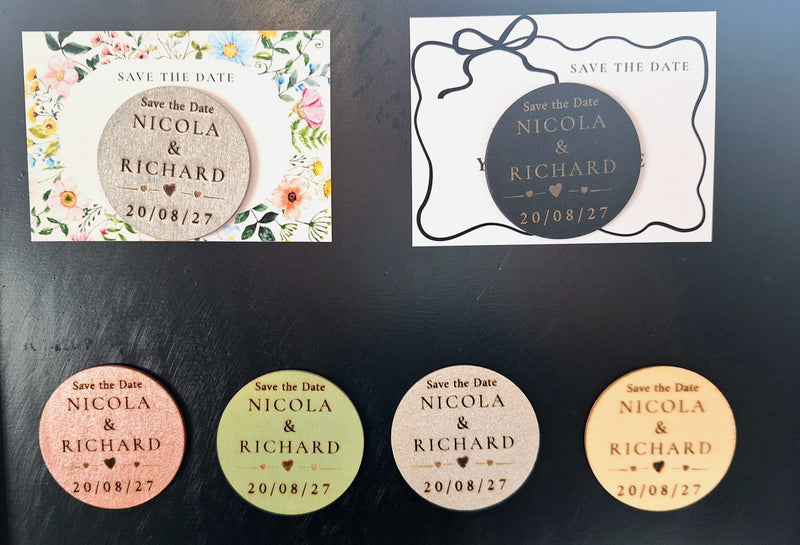 SAVE THE DATE
Save the Date
NICOLA
&
RICHARD
20/08/27
SAVE THE DATE
Save the Date
NICOLA
&
RICHARD
20/08/27
Save the Date
NICOLA
&
RICHARD
20/08/27
Save the Date
NICOLA
&
RICHARD
20/08/27
Save the Date
NICOLA
&
RICHARD
20/08/27
Save the Date
NICOLA
&
RICHARD
20/08/27